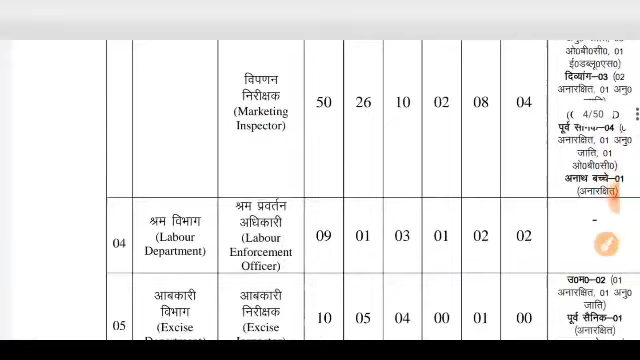 ओ0बी0सी0, 01
ई0डब्लू0एस0)
विपणन
निरीक्षक
(Marketing
Inspector)
50
26
10
02
08
04
दिव्यांग–03 (02
अनारक्षित, 01 अनु0
4/50
पूर्व
–04
अनारक्षित, 01 अनु0
जाति, 01
ओ0बी0सी0)
अनाथ बच्चे–01
(अनारक्षित)
04
श्रम विभाग
(Labour
Department)
श्रम प्रवर्तन
अधिकारी
(Labour
Enforcement
Officer)
09
01
03
01
02
02
-
05
आबकारी
विभाग
(Excise
आबकारी
निरीक्षक
(Excise
10
05
04
00
01
00
उ0म0–02 (01
अनारक्षित, 01 अनु0
जाति)
पूर्व सैनिक–01
(अनारक्षित)